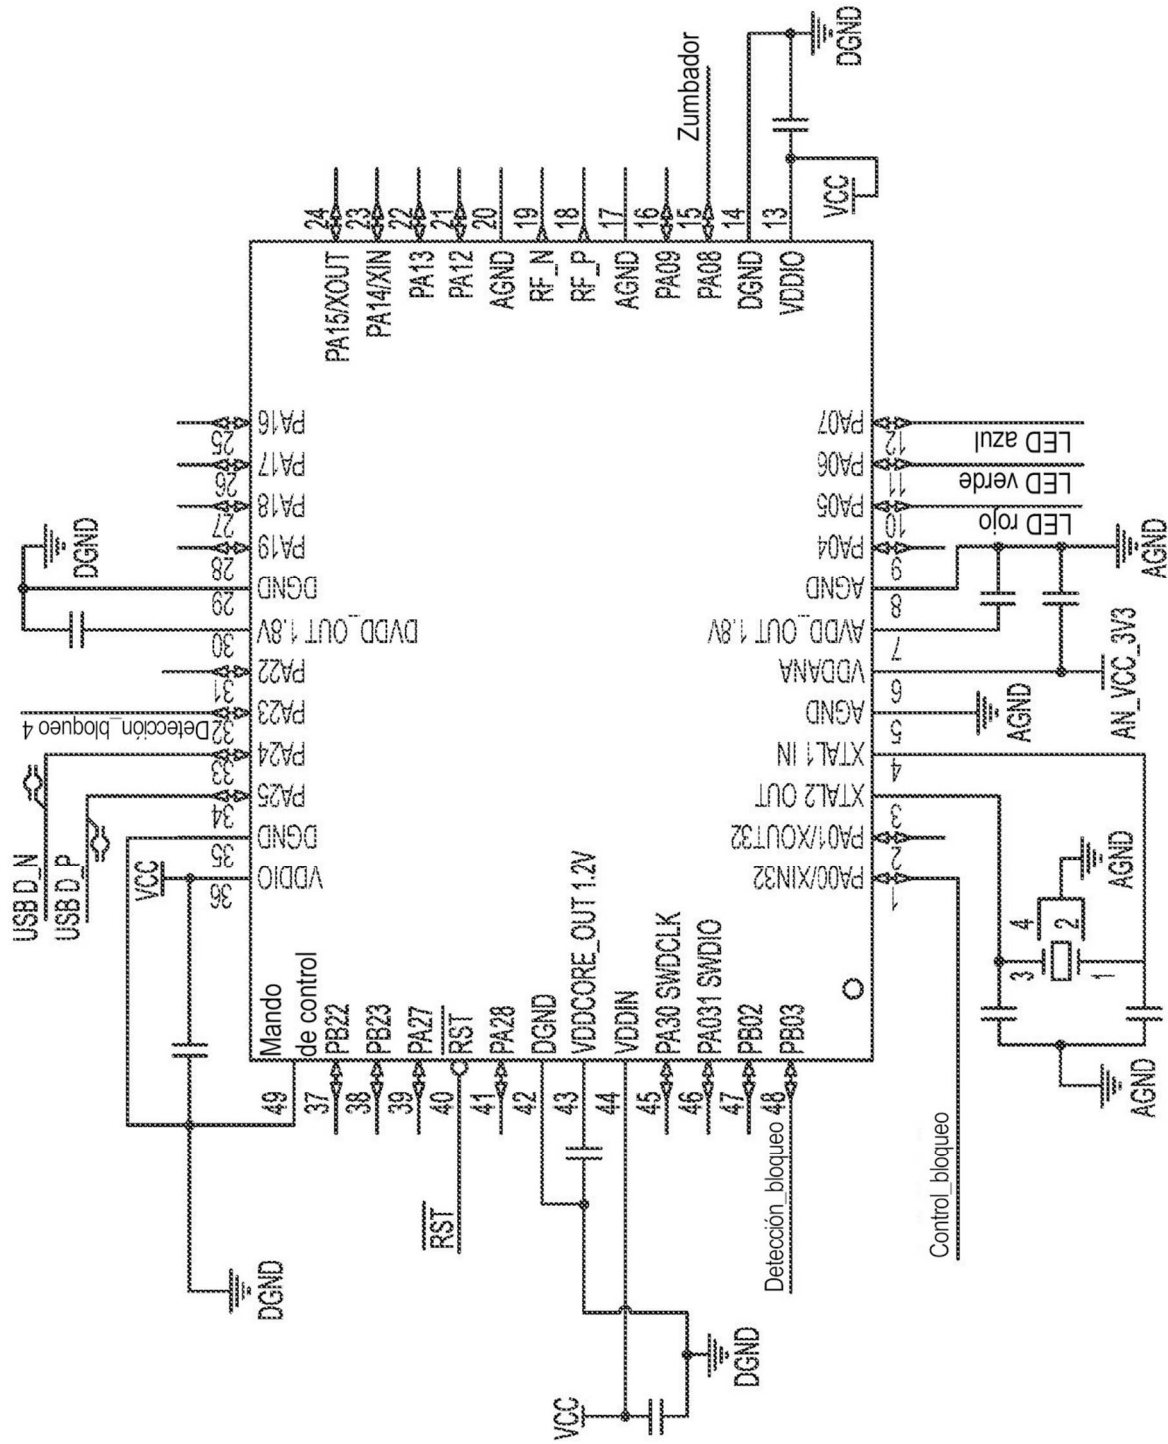 USB D_N
USB D_P
VCC
DGND
Detección_bloqueo 4
36
35
34
33
32
31
30
29
28
27
26
25
VDDIO
DGND
PA25
PA24
PA23
PA22
DVDD_OUT 1.8V
DGND
PA19
PA18
PA17
PA16
24
PA15/XOUT
23
PA14/XIN
22
PA13
21
PA12
20
AGND
19
RF_N
18
RF_P
17
AGND
16
PA09
15
PA08
Zumbador
14
DGND
13
VDDIO
VCC
DGND
49
Mando
de control
37
PB22
38
PB23
39
PA27
40
RST
RST
41
PA28
42
DGND
43
VDDCORE_OUT 1.2V
44
VDDIN
45
PA30 SWDCLK
46
PA031 SWDIO
47
PB02
48
PB03
Detección_bloqueo
DGND
VCC
DGND
PA00/XIN32
PA01/XOUT32
XTAL2 OUT
XTAL1 IN
AGND
VDDANA
AVDD_OUT 1.8V
AGND
PA04
PA05
PA06
PA07
1
2
3
4
5
6
7
8
9
10
11
12
LED rojo
LED verde
LED azul
Control_bloqueo
AGND
AN_VCC_3V3
AGND
3
4
1
2
AGND
AGND